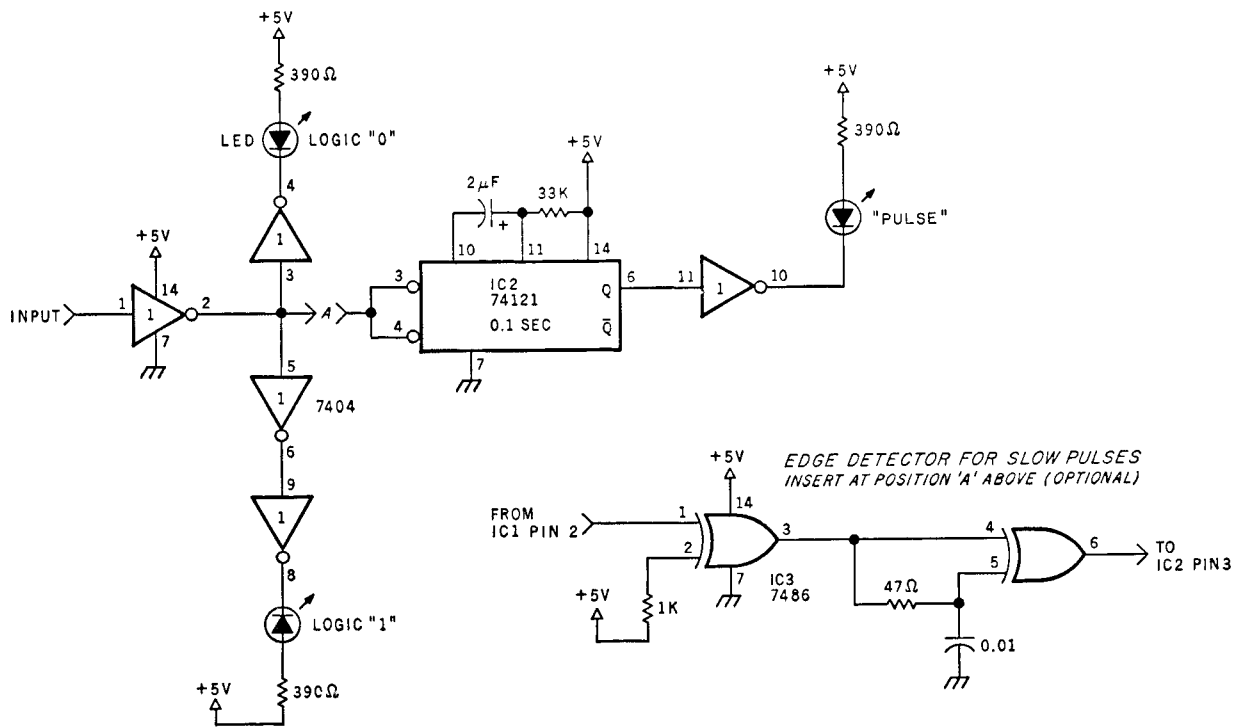 +5V
390Ω
LED
LOGIC "0"
4
1
3
+5V
14
INPUT
1
1
2
7
A
5
1
7404
6
9
1
8
LOGIC "1"
+5V
390Ω
+5V
2μF
33K
+
10
11
14
3
4
IC2
74121
0.1 SEC
Q
Q̅
7
6
11
1
10
+5V
390Ω
"PULSE"
EDGE DETECTOR FOR SLOW PULSES
INSERT AT POSITION 'A' ABOVE (OPTIONAL)
+5V
14
FROM
IC1 PIN 2
1
2
3
7
IC3
7486
+5V
1K
4
5
6
47Ω
0.01
TO
IC2 PIN3